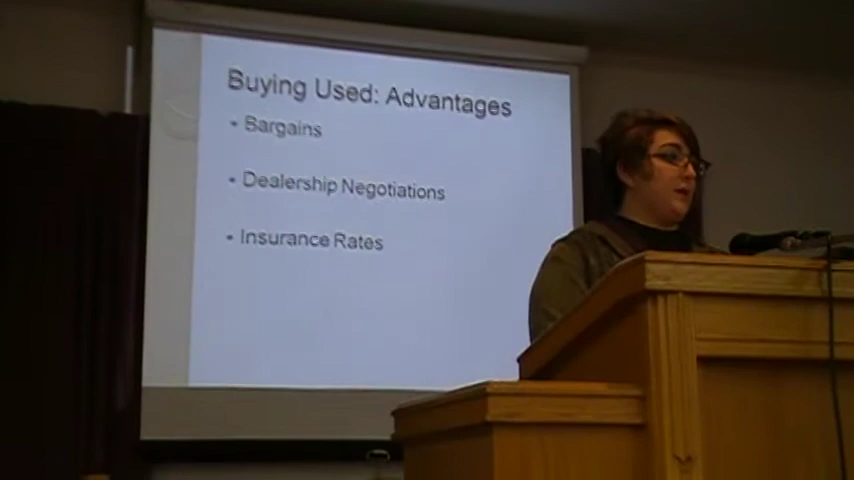 Buying Used: Advantages
• Bargains
• Dealership Negotiations
• Insurance Rates